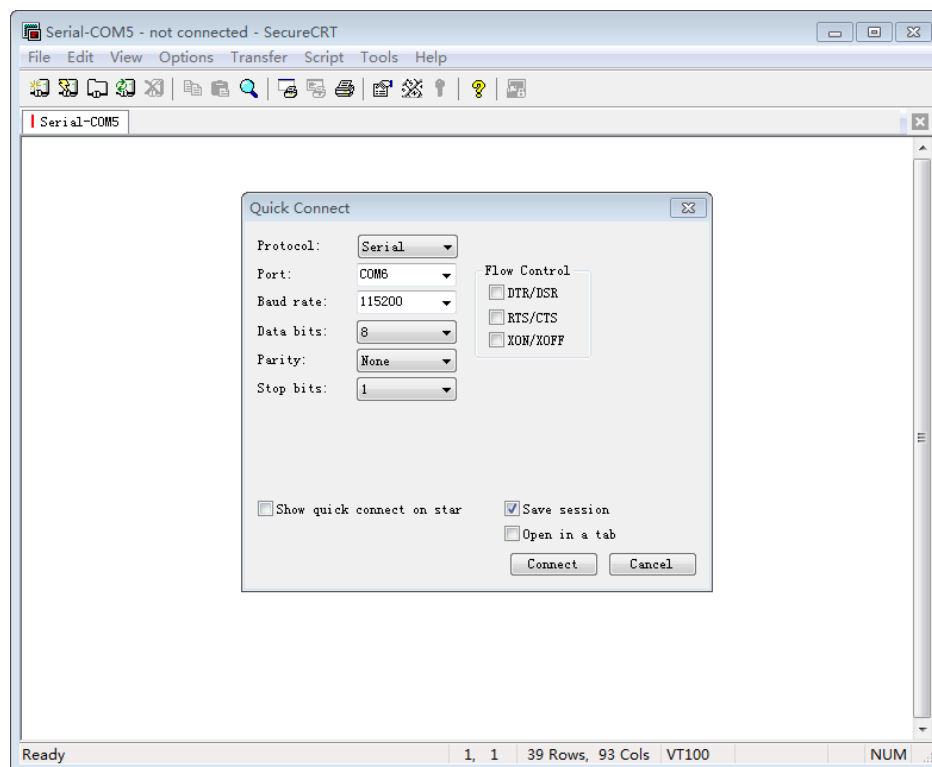 Serial-COM5 - not connected - SecureCRT
File Edit View Options Transfer Script Tools Help
Serial-COM5
Quick Connect
Protocol: Serial
Port: COM6
Flow Control
DTR/DSR
Baud rate: 115200
RTS/CTS
Data bits: 8
XON/XOFF
Parity: None
Stop bits: 1
Show quick connect on star
Save session
Open in a tab
Connect Cancel
Ready 1, 1 39 Rows, 93 Cols VT100 NUM